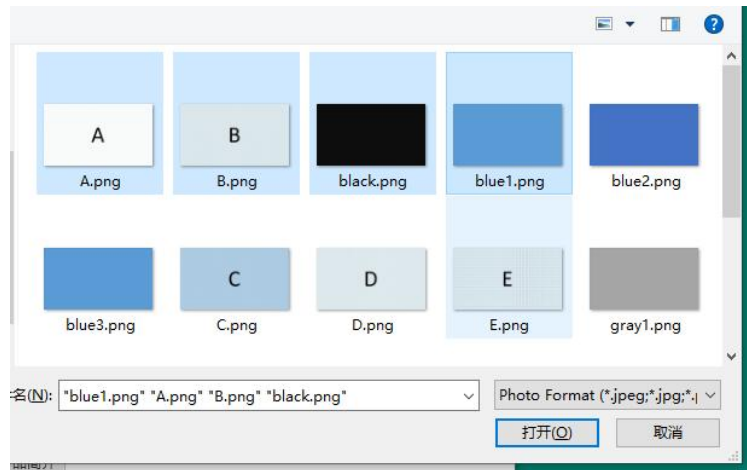 A
B
A.png
B.png
black.png
blue1.png
blue2.png
C
D
E
blue3.png
C.png
D.png
E.png
gray1.png
名(N):
"blue1.png" "A.png" "B.png" "black.png"
Photo Format (*.jpeg;*.jpg;*.
打开(O)
取消